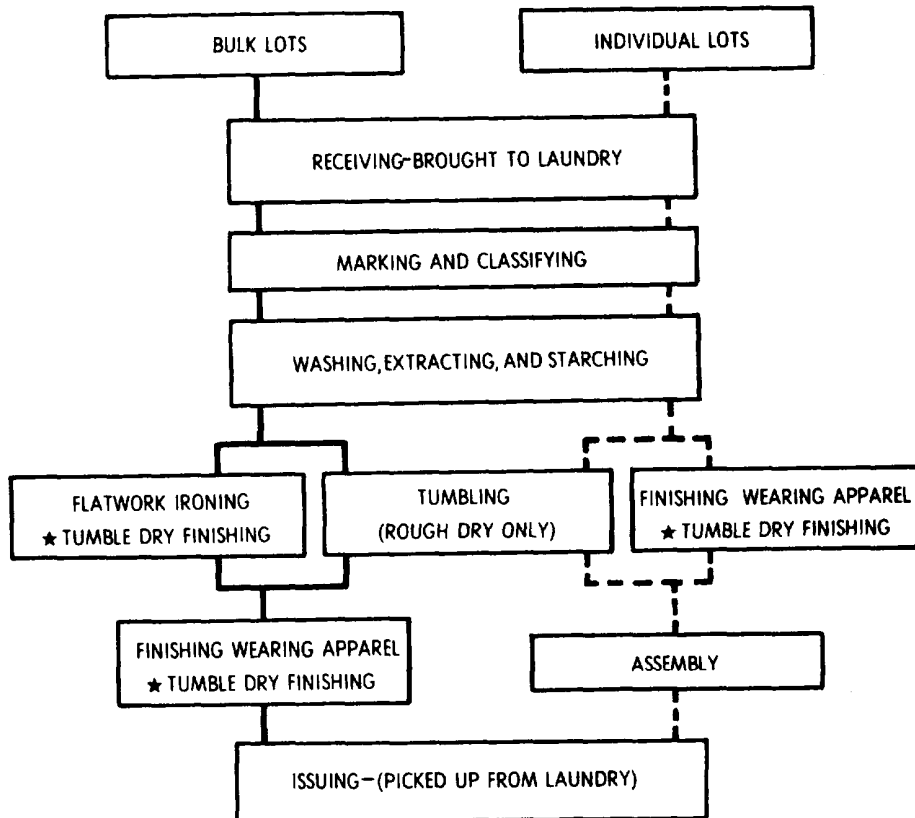 BULK LOTS
INDIVIDUAL LOTS
RECEIVING-BROUGHT TO LAUNDRY
MARKING AND CLASSIFYING
WASHING, EXTRACTING, AND STARCHING
FLATWORK IRONING
★ TUMBLE DRY FINISHING
TUMBLING
(ROUGH DRY ONLY)
FINISHING WEARING APPAREL
★ TUMBLE DRY FINISHING
FINISHING WEARING APPAREL
★ TUMBLE DRY FINISHING
ASSEMBLY
ISSUING-(PICKED UP FROM LAUNDRY)